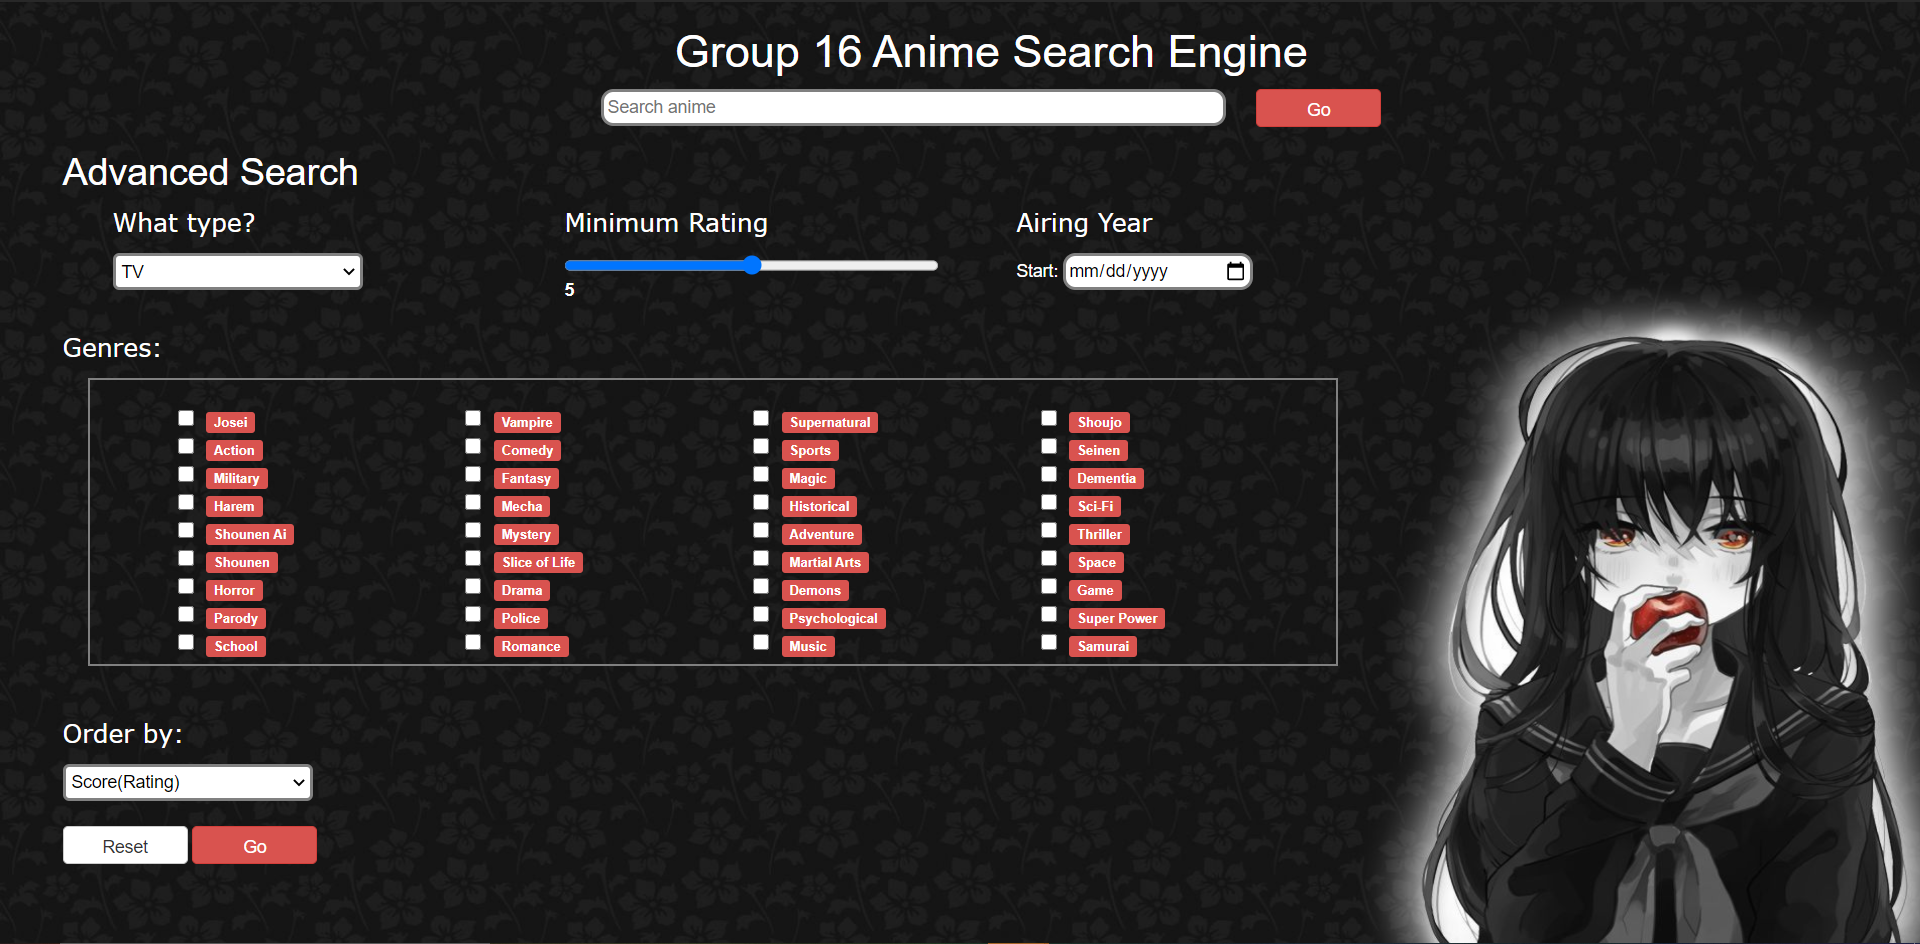 Group 16 Anime Search Engine
Search anime
Go
Advanced Search
What type?
TV
Minimum Rating
5
Airing Year
Start: mm/dd/yyyy
Genres:
Josei Vampire Supernatural Shoujo
Action Comedy Sports Seinen
Military Fantasy Magic Dementia
Harem Mecha Historical Sci-Fi
Shounen Ai Mystery Adventure Thriller
Shounen Slice of Life Martial Arts Space
Horror Drama Demons Game
Parody Police Psychological Super Power
School Romance Music Samurai
Order by:
Score(Rating)
Reset Go